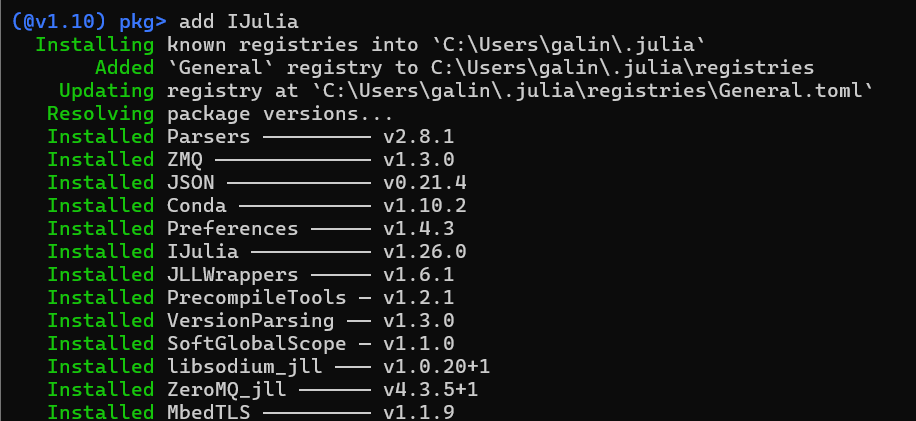 (@v1.10) pkg> add IJulia
Installing known registries into `C:\Users\galin\.julia`
Added `General` registry to C:\Users\galin\.julia\registries
Updating registry at `C:\Users\galin\.julia\registries\General.toml`
Resolving package versions...
Installed Parsers ───────── v2.8.1
Installed ZMQ ───────────── v1.3.0
Installed JSON ──────────── v0.21.4
Installed Conda ─────────── v1.10.2
Installed Preferences ───── v1.4.3
Installed IJulia ────────── v1.26.0
Installed JLLWrappers ───── v1.6.1
Installed PrecompileTools ─ v1.2.1
Installed VersionParsing ── v1.3.0
Installed SoftGlobalScope ─ v1.1.0
Installed libsodium_jll ─── v1.0.20+1
Installed ZeroMQ_jll ────── v4.3.5+1
Installed MbedTLS ───────── v1.1.9